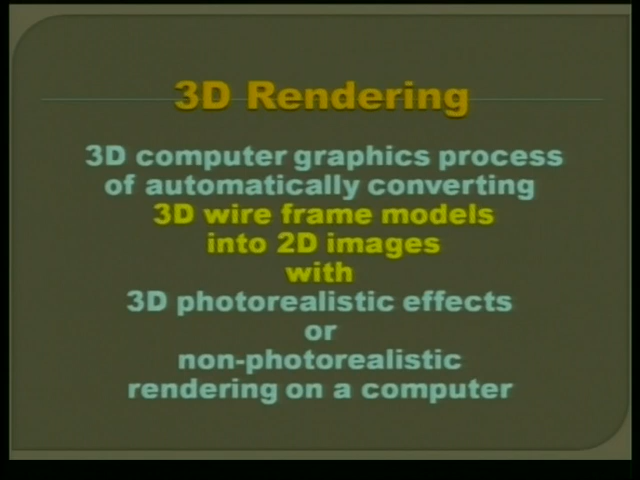 3D Rendering
3D computer graphics process
of automatically converting
3D wire frame models
into 2D images
with
3D photorealistic effects
or
non-photorealistic
rendering on a computer